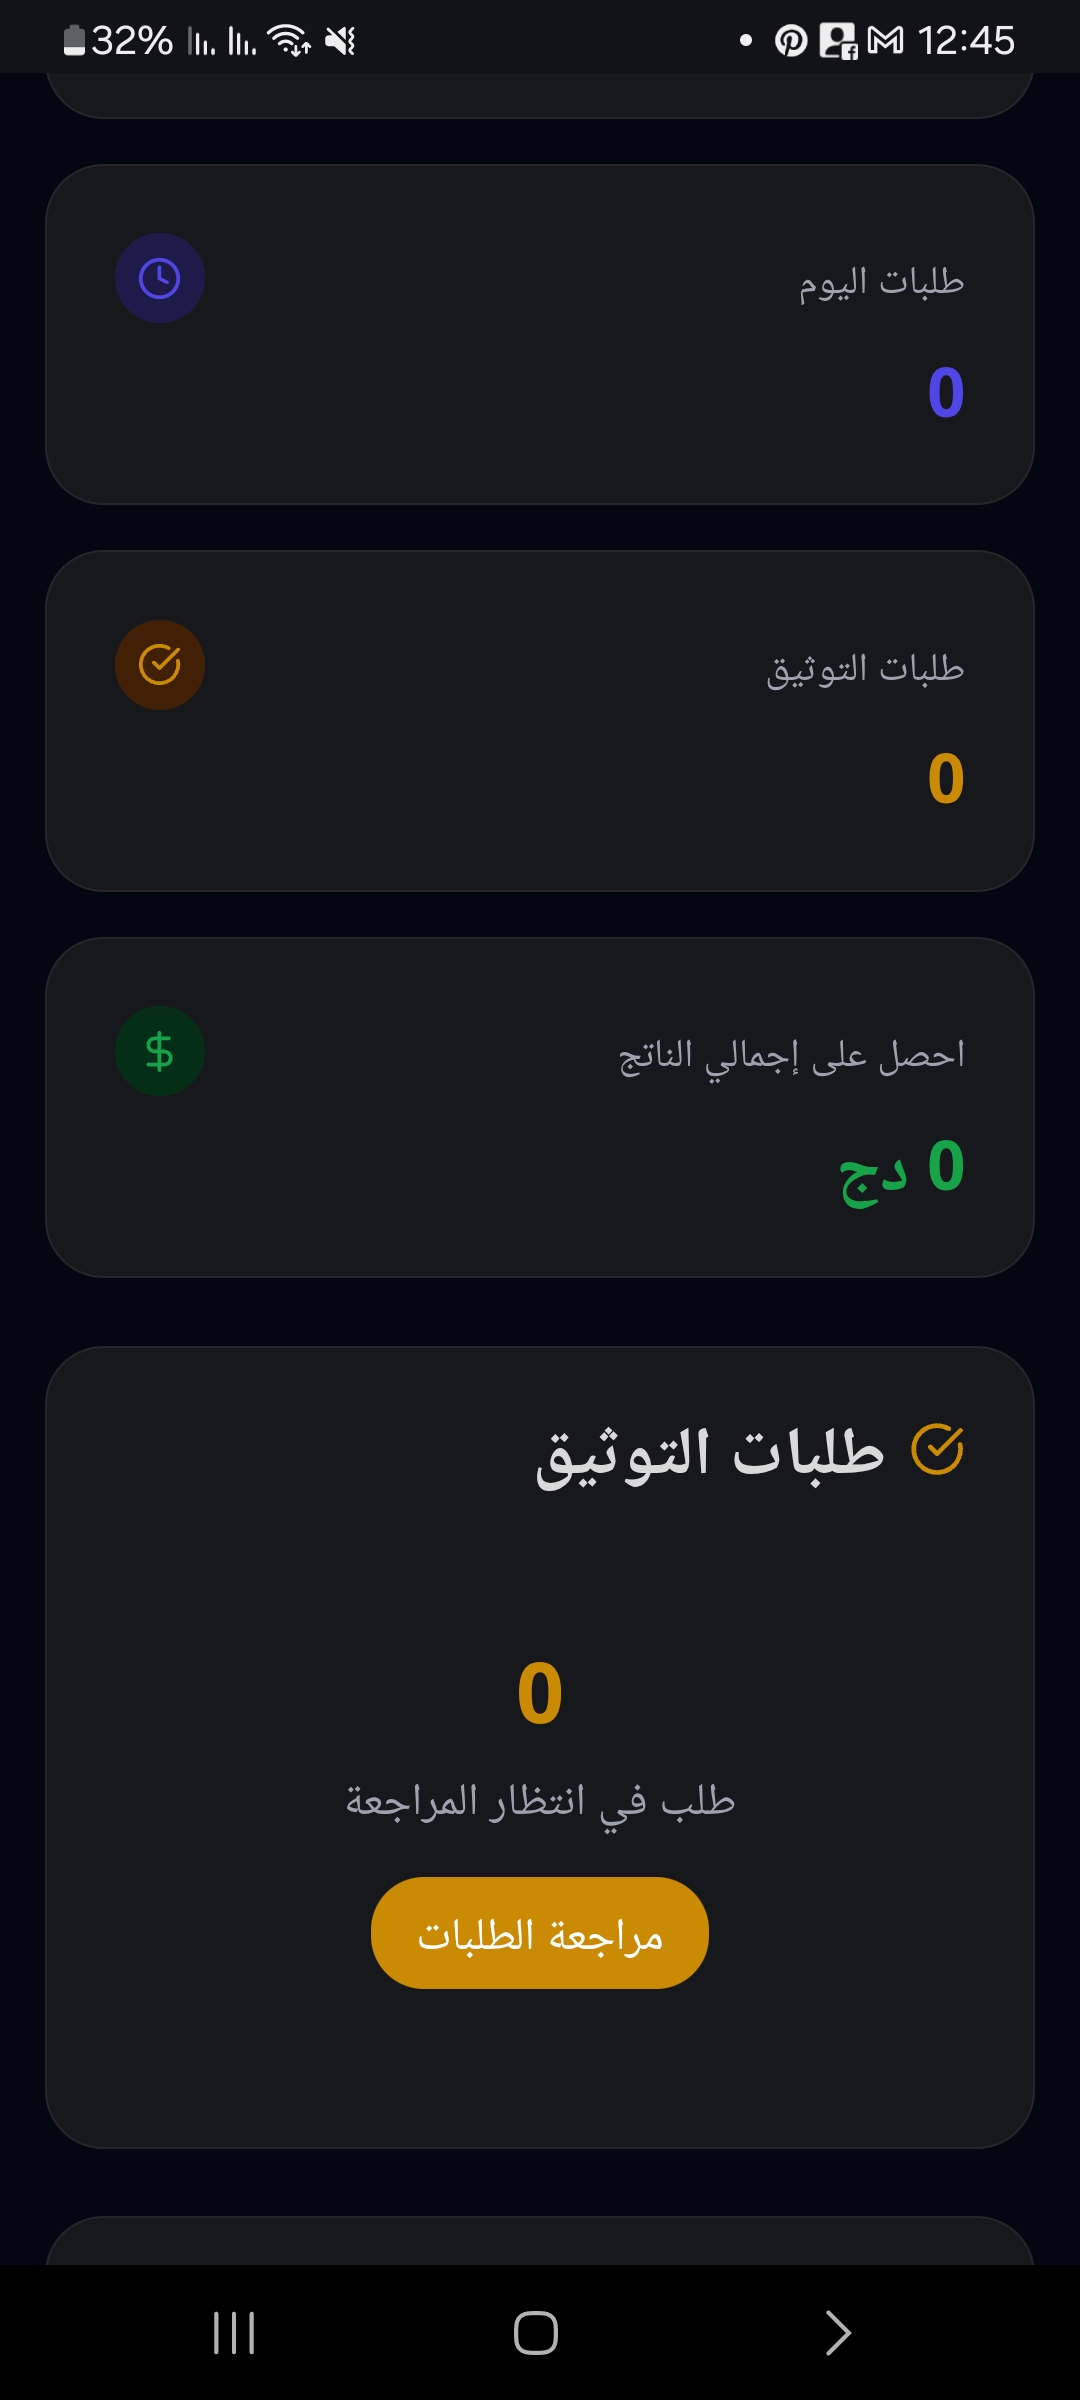 32%
12:45
طلبات اليوم
0
طلبات التوثيق
0
احصل على إجمالي الناتج
0 دج
طلبات التوثيق
0
طلب في انتظار المراجعة
مراجعة الطلبات